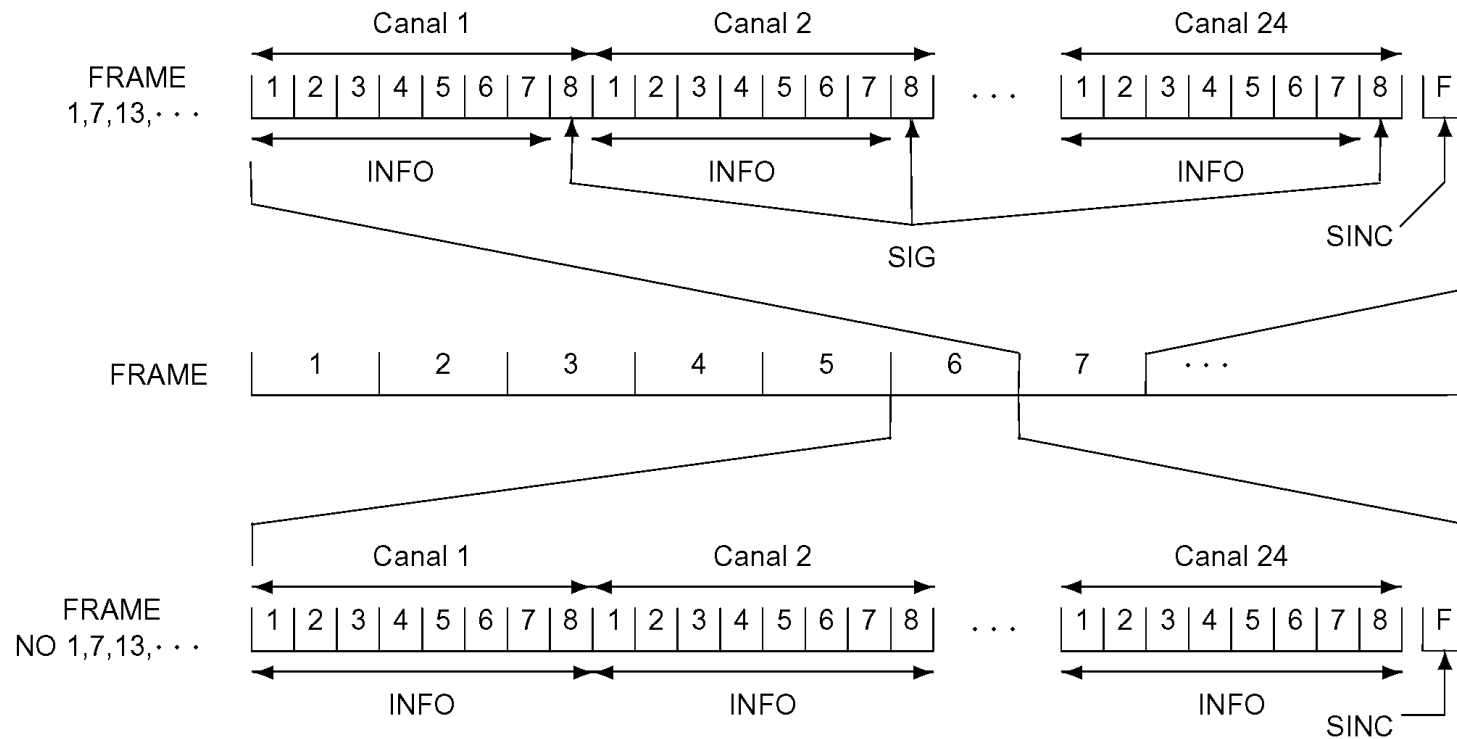 Canal 1 Canal 2 Canal 24
FRAME
1,7,13,···
1 2 3 4 5 6 7 8 1 2 3 4 5 6 7 8 ... 1 2 3 4 5 6 7 8 F
INFO INFO INFO
SIG
SINC
FRAME 1 2 3 4 5 6 7 ...
Canal 1 Canal 2 Canal 24
FRAME
NO 1,7,13,···
1 2 3 4 5 6 7 8 1 2 3 4 5 6 7 8 ... 1 2 3 4 5 6 7 8 F
INFO INFO INFO
SINC